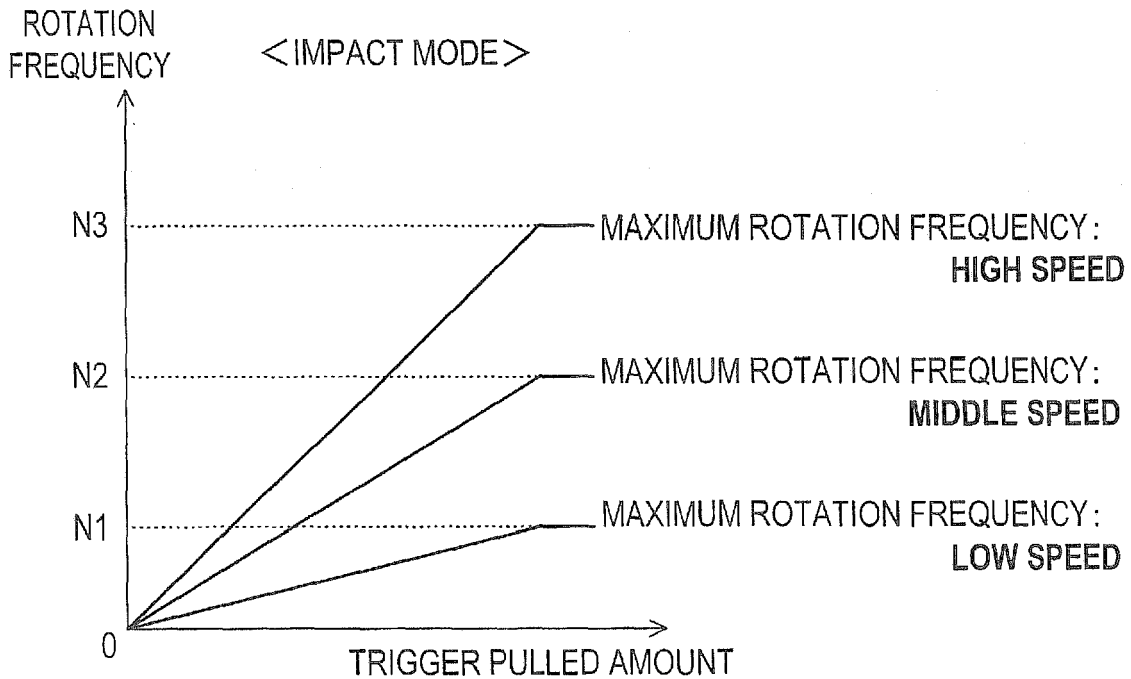 ROTATION
FREQUENCY
<IMPACT MODE>
N3
MAXIMUM ROTATION FREQUENCY:
HIGH SPEED
N2
MAXIMUM ROTATION FREQUENCY:
MIDDLE SPEED
N1
MAXIMUM ROTATION FREQUENCY:
LOW SPEED
0
TRIGGER PULLED AMOUNT